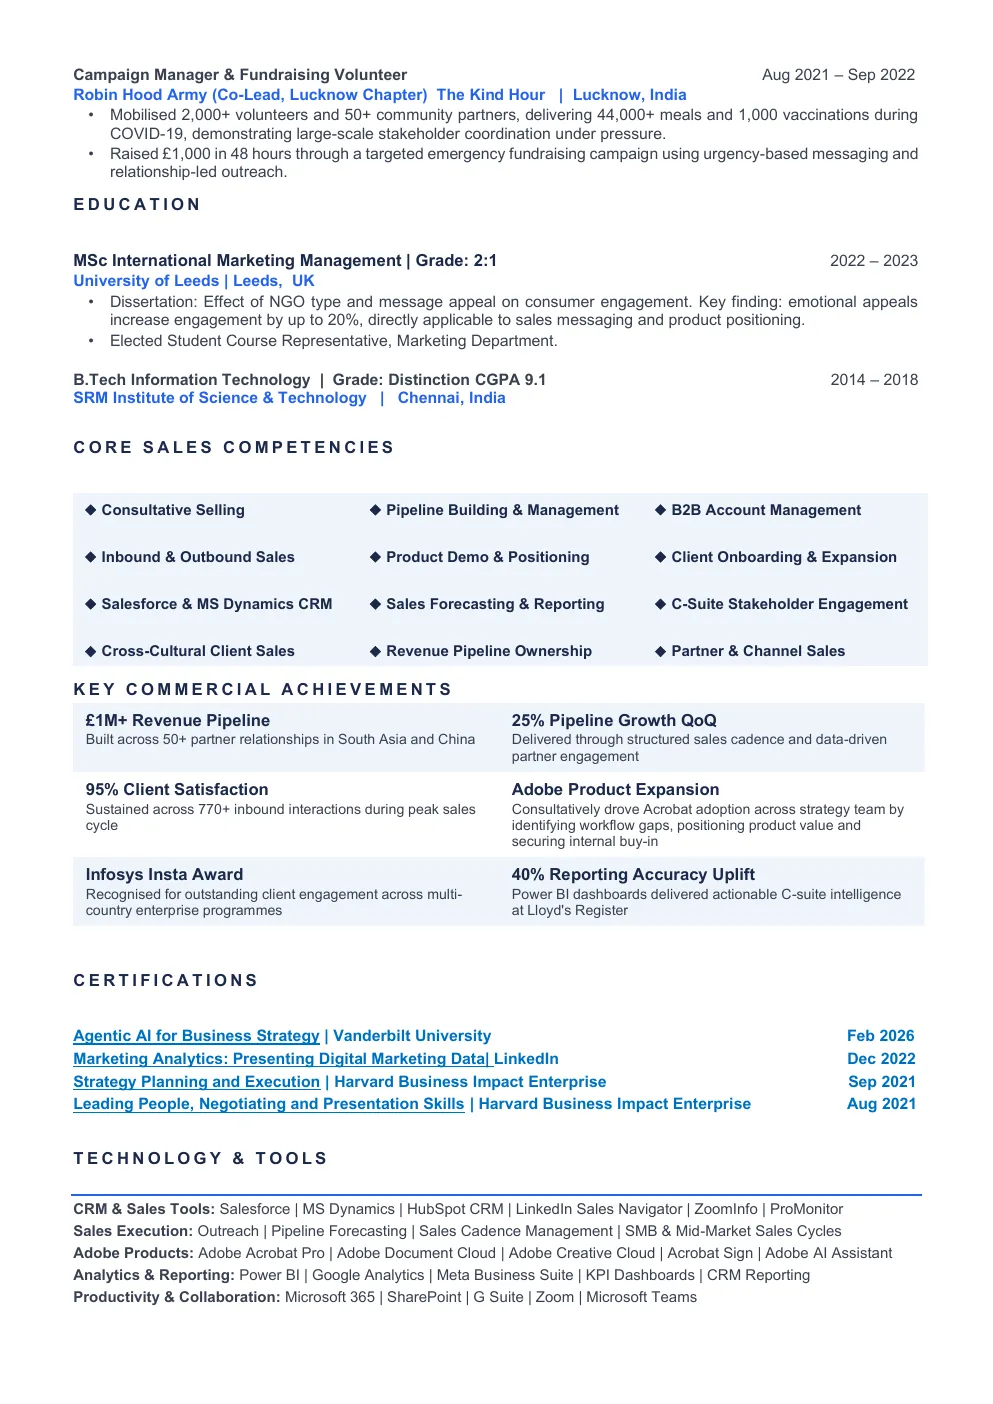 Campaign Manager & Fundraising Volunteer Aug 2021 – Sep 2022
Robin Hood Army (Co-Lead, Lucknow Chapter) The Kind Hour | Lucknow, India
• Mobilised 2,000+ volunteers and 50+ community partners, delivering 44,000+ meals and 1,000 vaccinations during
COVID-19, demonstrating large-scale stakeholder coordination under pressure.
• Raised £1,000 in 48 hours through a targeted emergency fundraising campaign using urgency-based messaging and
relationship-led outreach.
EDUCATION
MSc International Marketing Management | Grade: 2:1 2022 – 2023
University of Leeds | Leeds, UK
• Dissertation: Effect of NGO type and message appeal on consumer engagement. Key finding: emotional appeals
increase engagement by up to 20%, directly applicable to sales messaging and product positioning.
• Elected Student Course Representative, Marketing Department.
B.Tech Information Technology | Grade: Distinction CGPA 9.1 2014 – 2018
SRM Institute of Science & Technology | Chennai, India
CORE SALES COMPETENCIES
◆ Consultative Selling ◆ Pipeline Building & Management ◆ B2B Account Management
◆ Inbound & Outbound Sales ◆ Product Demo & Positioning ◆ Client Onboarding & Expansion
◆ Salesforce & MS Dynamics CRM ◆ Sales Forecasting & Reporting ◆ C-Suite Stakeholder Engagement
◆ Cross-Cultural Client Sales ◆ Revenue Pipeline Ownership ◆ Partner & Channel Sales
KEY COMMERCIAL ACHIEVEMENTS
£1M+ Revenue Pipeline
Built across 50+ partner relationships in South Asia and China
25% Pipeline Growth QoQ
Delivered through structured sales cadence and data-driven
partner engagement
95% Client Satisfaction
Sustained across 770+ inbound interactions during peak sales
cycle
Adobe Product Expansion
Consultatively drove Acrobat adoption across strategy team by
identifying workflow gaps, positioning product value and
securing internal buy-in
Infosys Insta Award
Recognised for outstanding client engagement across multi-
country enterprise programmes
40% Reporting Accuracy Uplift
Power BI dashboards delivered actionable C-suite intelligence
at Lloyd's Register
CERTIFICATIONS
Agentic AI for Business Strategy | Vanderbilt University Feb 2026
Marketing Analytics: Presenting Digital Marketing Data| LinkedIn Dec 2022
Strategy Planning and Execution | Harvard Business Impact Enterprise Sep 2021
Leading People, Negotiating and Presentation Skills | Harvard Business Impact Enterprise Aug 2021
TECHNOLOGY & TOOLS
CRM & Sales Tools: Salesforce | MS Dynamics | HubSpot CRM | LinkedIn Sales Navigator | ZoomInfo | ProMonitor
Sales Execution: Outreach | Pipeline Forecasting | Sales Cadence Management | SMB & Mid-Market Sales Cycles
Adobe Products: Adobe Acrobat Pro | Adobe Document Cloud | Adobe Creative Cloud | Acrobat Sign | Adobe AI Assistant
Analytics & Reporting: Power BI | Google Analytics | Meta Business Suite | KPI Dashboards | CRM Reporting
Productivity & Collaboration: Microsoft 365 | SharePoint | G Suite | Zoom | Microsoft Teams